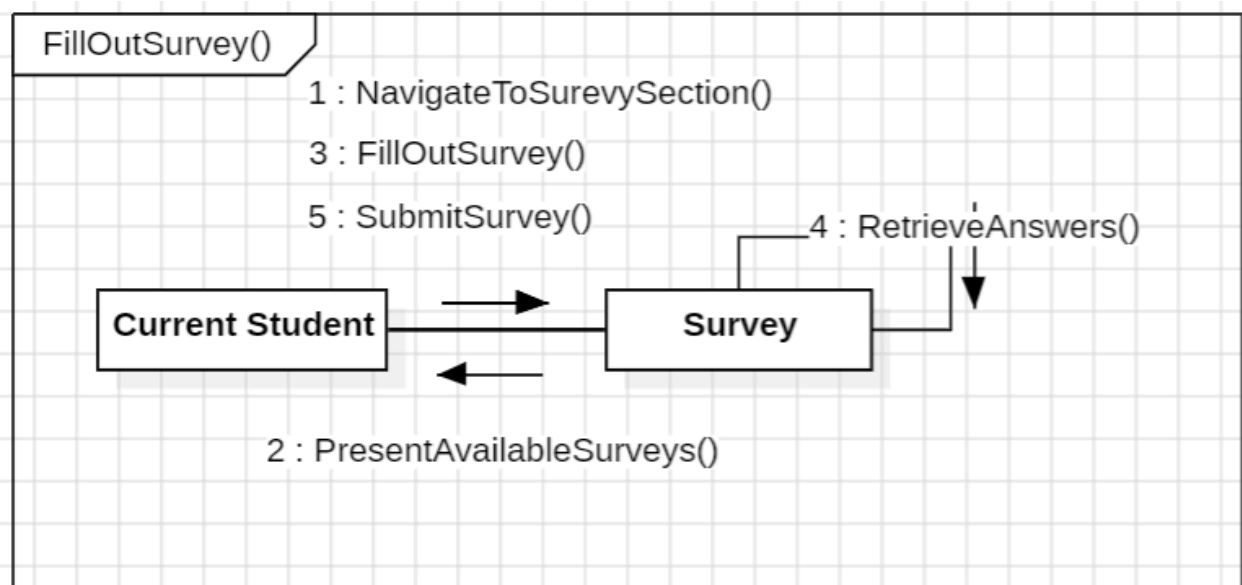 FillOutSurvey()
1 : NavigateToSurevySection()
3 : FillOutSurvey()
5 : SubmitSurvey()
4 : RetrieveAnswers()
Current Student
Survey
2 : PresentAvailableSurveys()